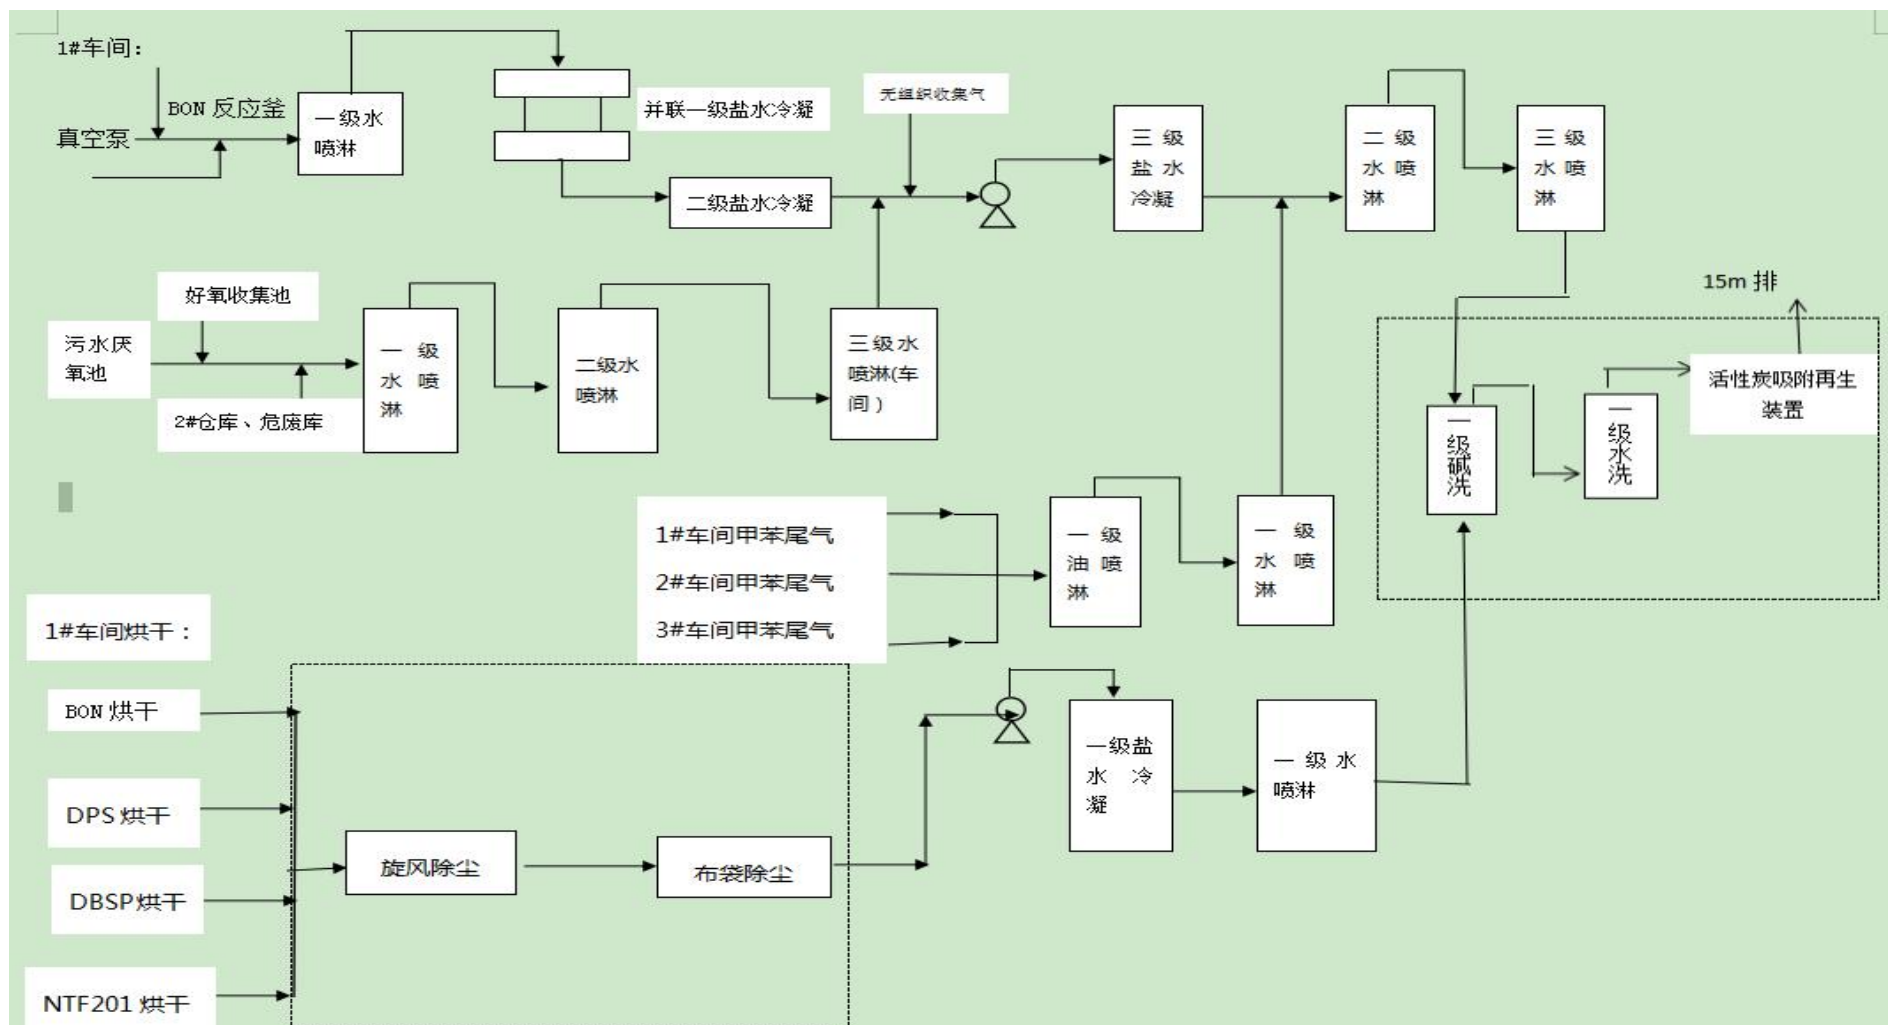 1#车间：
BON 反应釜
真空泵
一级水
喷淋
并联一级盐水冷凝
二级盐水冷凝
无组织收集气
三级
盐水
冷凝
二级
水喷
淋
三级
水喷
淋
15m 排
好氧收集池
污水厌
氧池
2#仓库、危废库
一级
水喷
淋
二级水
喷淋
三级水
喷淋(车
间）
一级碱洗
一级水洗
活性炭吸附再生
装置
1#车间甲苯尾气
2#车间甲苯尾气
3#车间甲苯尾气
一级
油喷
淋
一级
水喷
淋
1#车间烘干：
BON 烘干
DPS 烘干
DBSP烘干
NTF201 烘干
旋风除尘
布袋除尘
一级盐
水冷
凝
一级水
喷淋